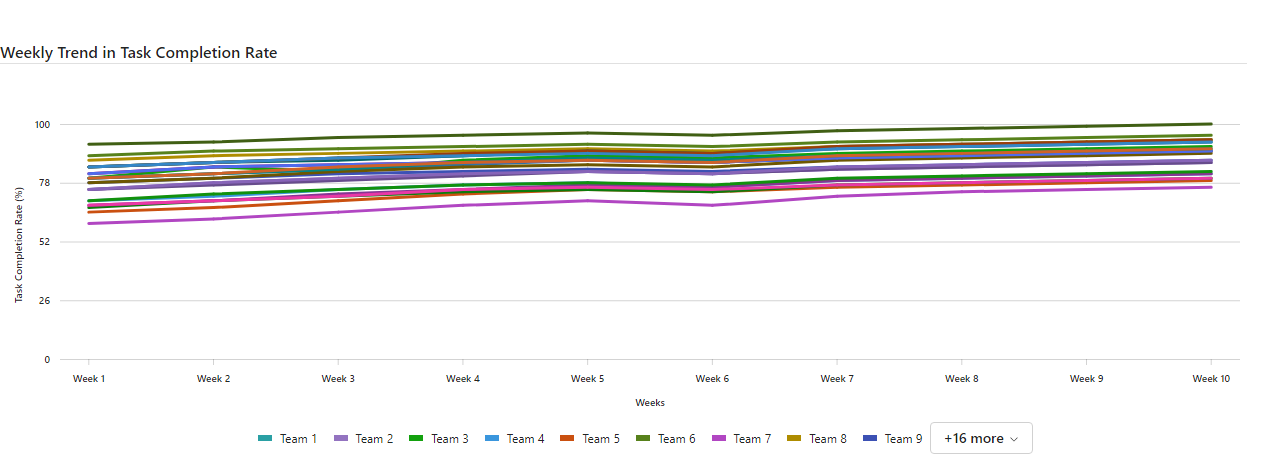 Weekly Trend in Task Completion Rate
100
78
52
26
0
Task Completion Rate (%)
Week 1 Week 2 Week 3 Week 4 Week 5 Week 6 Week 7 Week 8 Week 9 Week 10
Weeks
Team 1 Team 2 Team 3 Team 4 Team 5 Team 6 Team 7 Team 8 Team 9 +16 more